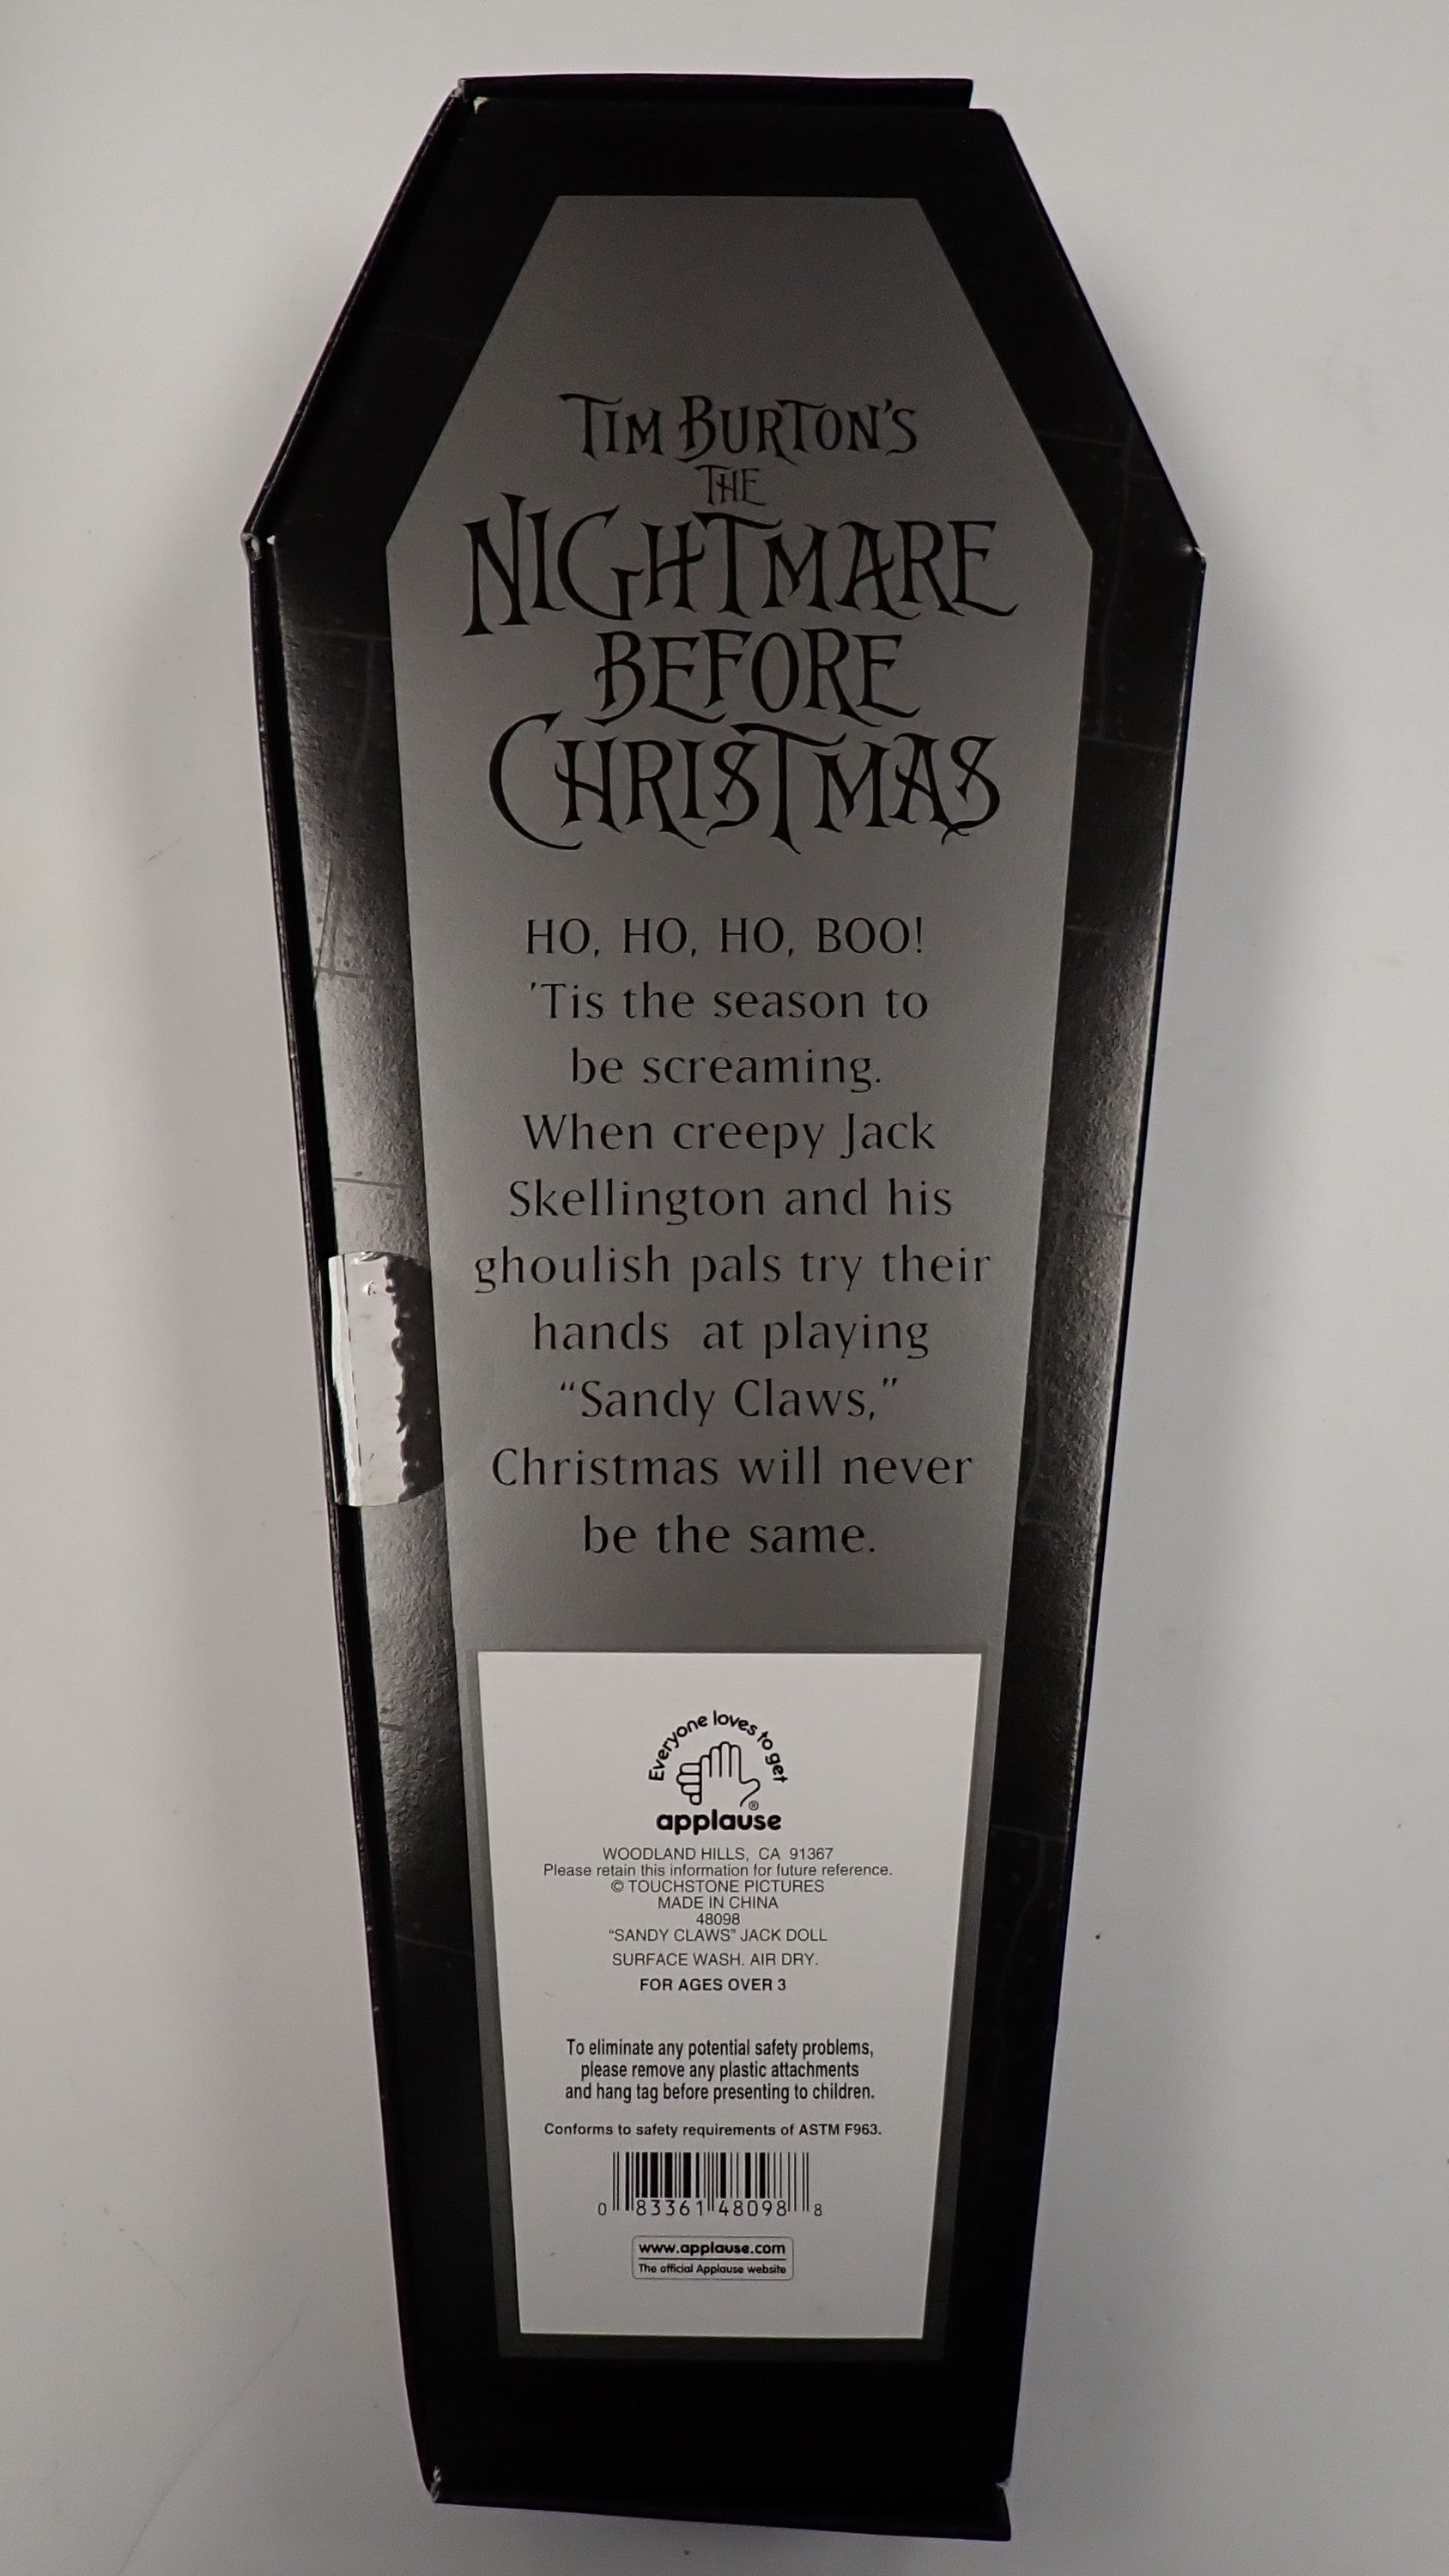 TIM BURTON'S
THE
NIGHTMARE
BEFORE
CHRISTMAS
HO, HO, HO, BOO!
'Tis the season to
be screaming.
When creepy Jack
Skellington and his
ghoulish pals try their
hands at playing
“Sandy Claws,”
Christmas will never
be the same.
Everyone loves to get
®
applause
WOODLAND HILLS, CA 91367
Please retain this information for future reference.
© TOUCHSTONE PICTURES
MADE IN CHINA
48098
“SANDY CLAWS” JACK DOLL
SURFACE WASH. AIR DRY.
FOR AGES OVER 3
To eliminate any potential safety problems,
please remove any plastic attachments
and hang tag before presenting to children.
Conforms to safety requirements of ASTM F963.
0 83361 48098 8
www.applause.com
The official Applause website